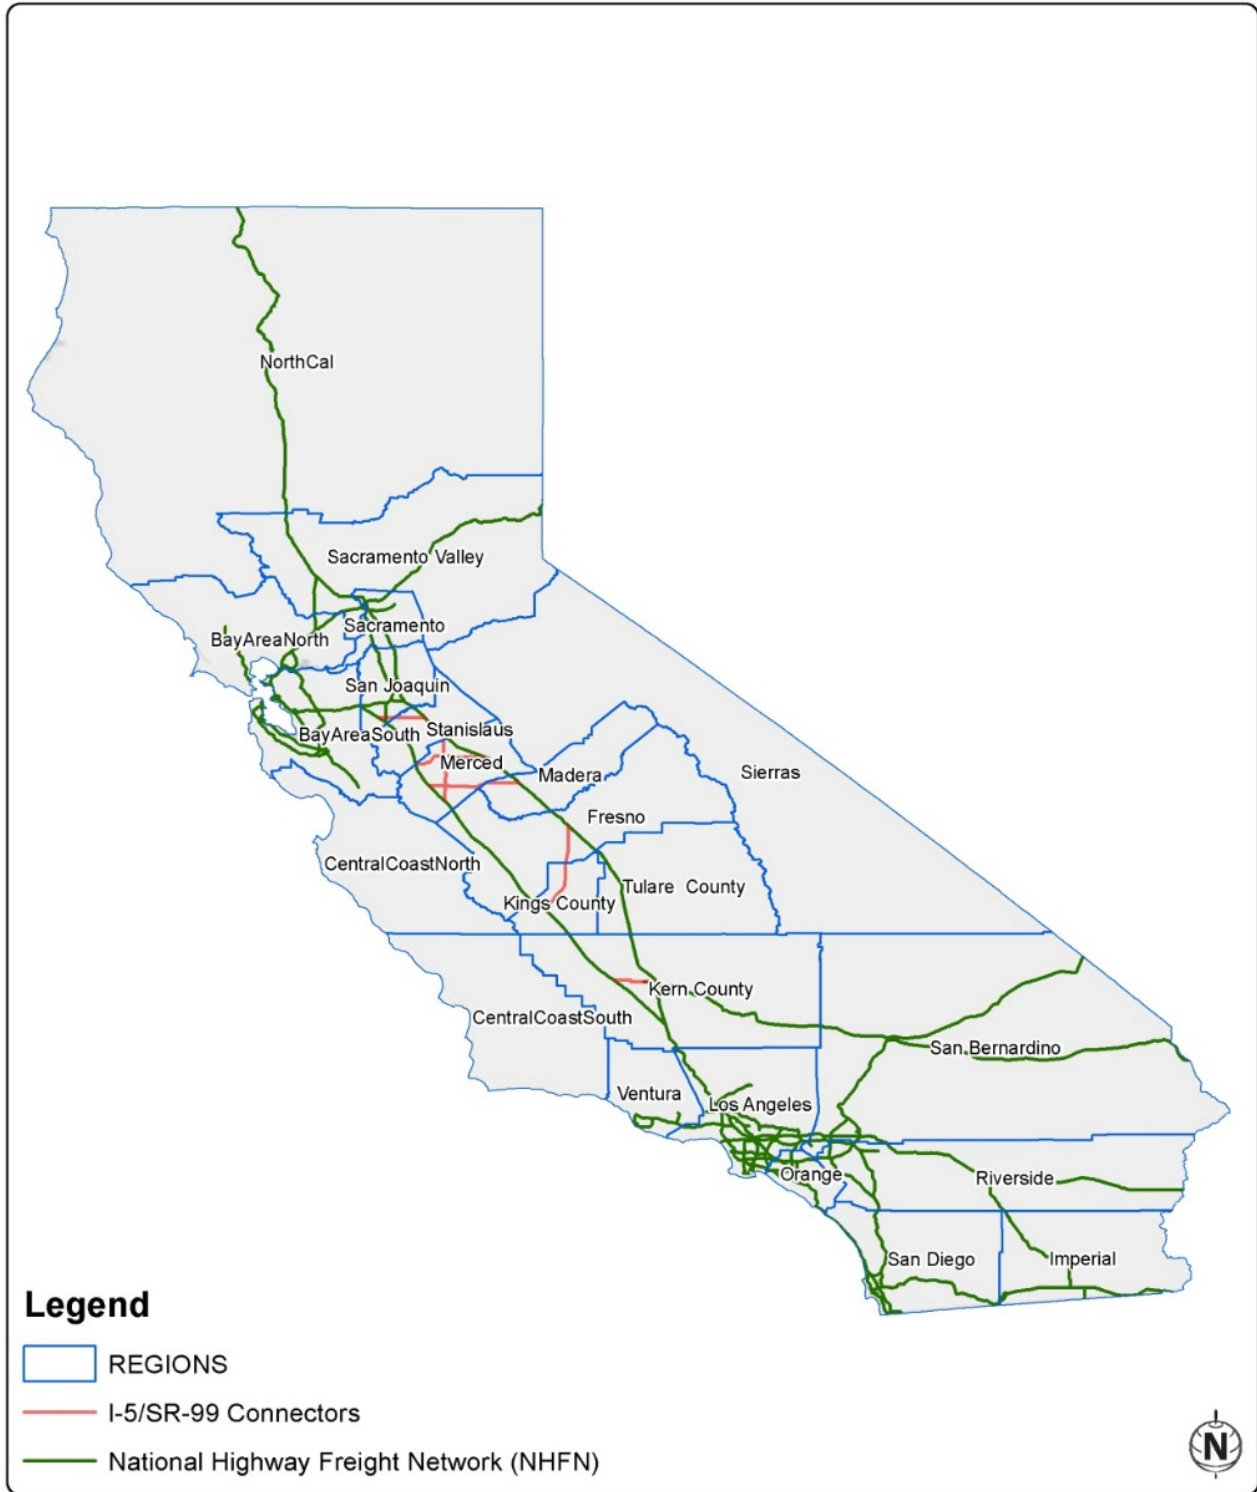 NorthCal
Sacramento Valley
Sacramento
BayAreaNorth
San Joaquin
BayAreaSouth
Stanislaus
Merced
Madera
Sierras
Fresno
CentralCoastNorth
Tulare County
Kings County
Kern County
CentralCoastSouth
San Bernardino
Ventura
Los Angeles
Orange
Riverside
San Diego
Imperial
Legend
REGIONS
I-5/SR-99 Connectors
National Highway Freight Network (NHFN)
N